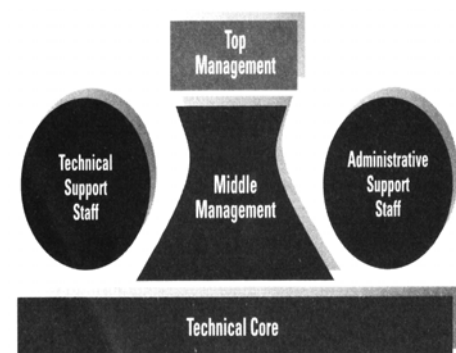 Top
Management
Technical
Support
Staff
Middle
Management
Administrative
Support
Staff
Technical Core